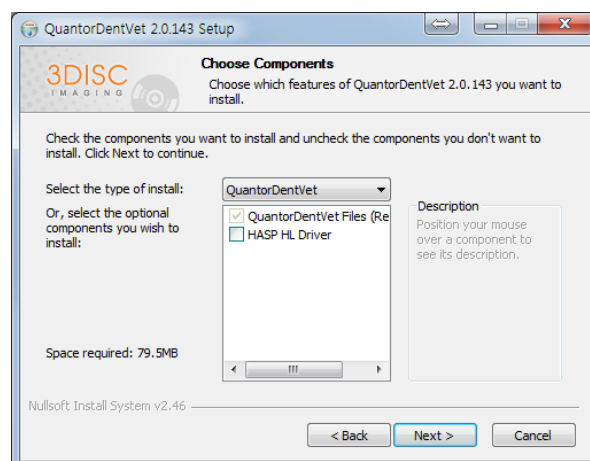 QuantorDentVet 2.0.143 Setup
3DISC
IMAGING
Choose Components
Choose which features of QuantorDentVet 2.0.143 you want to
install.
Check the components you want to install and uncheck the components you don't want to
install. Click Next to continue.
Select the type of install:
QuantorDentVet
Or, select the optional
components you wish to
install:
QuantorDentVet Files (Re
HASP HL Driver
Description
Position your mouse
over a component to
see its description.
Space required: 79.5MB
Nullsoft Install System v2.46
< Back
Next >
Cancel